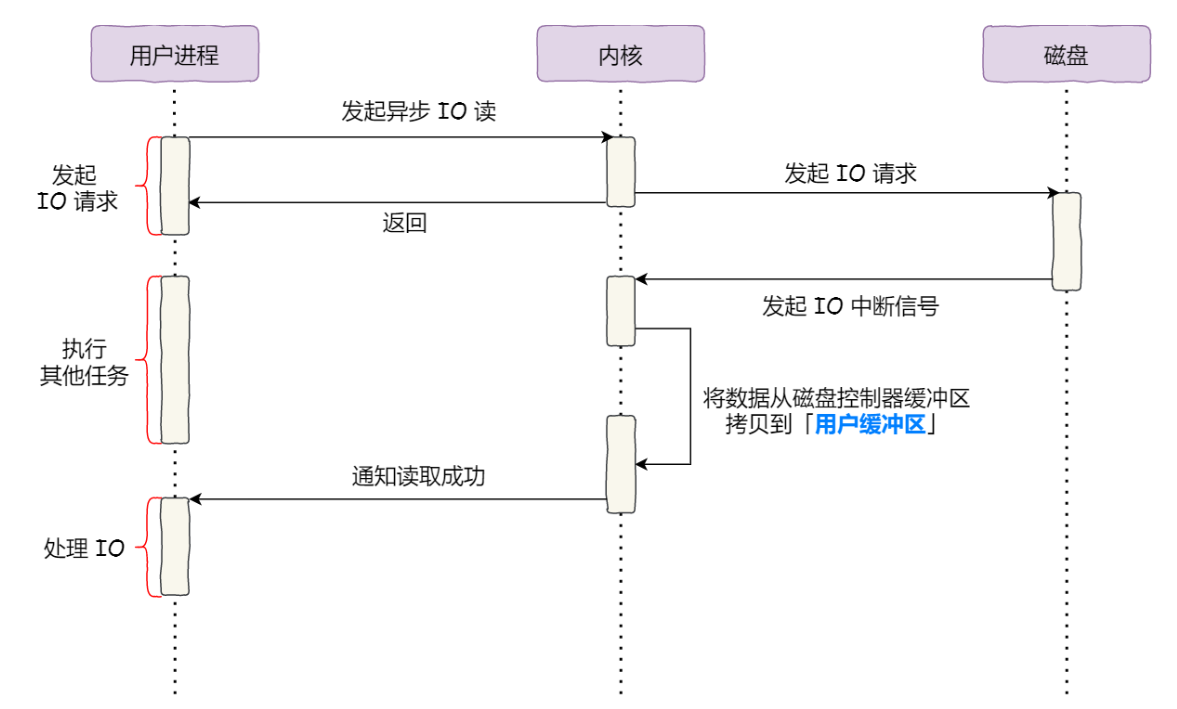 用户进程
内核
磁盘
发起异步 IO 读
发起
IO 请求
发起 IO 请求
返回
发起 IO 中断信号
执行
其他任务
将数据从磁盘控制器缓冲区
拷贝到「用户缓冲区」
通知读取成功
处理 IO